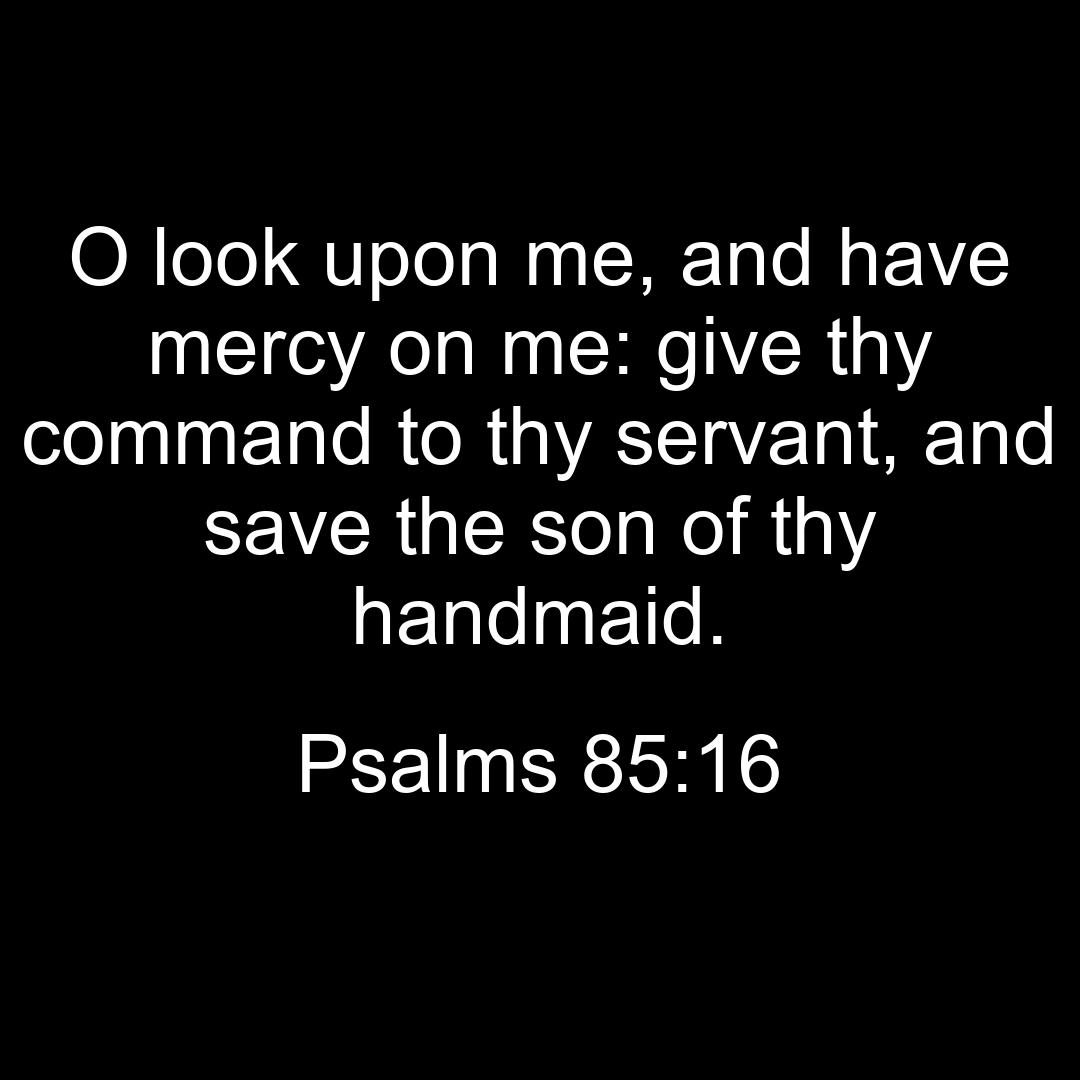 O look upon me, and have
mercy on me: give thy
command to thy servant, and
save the son of thy
handmaid.
Psalms 85:16